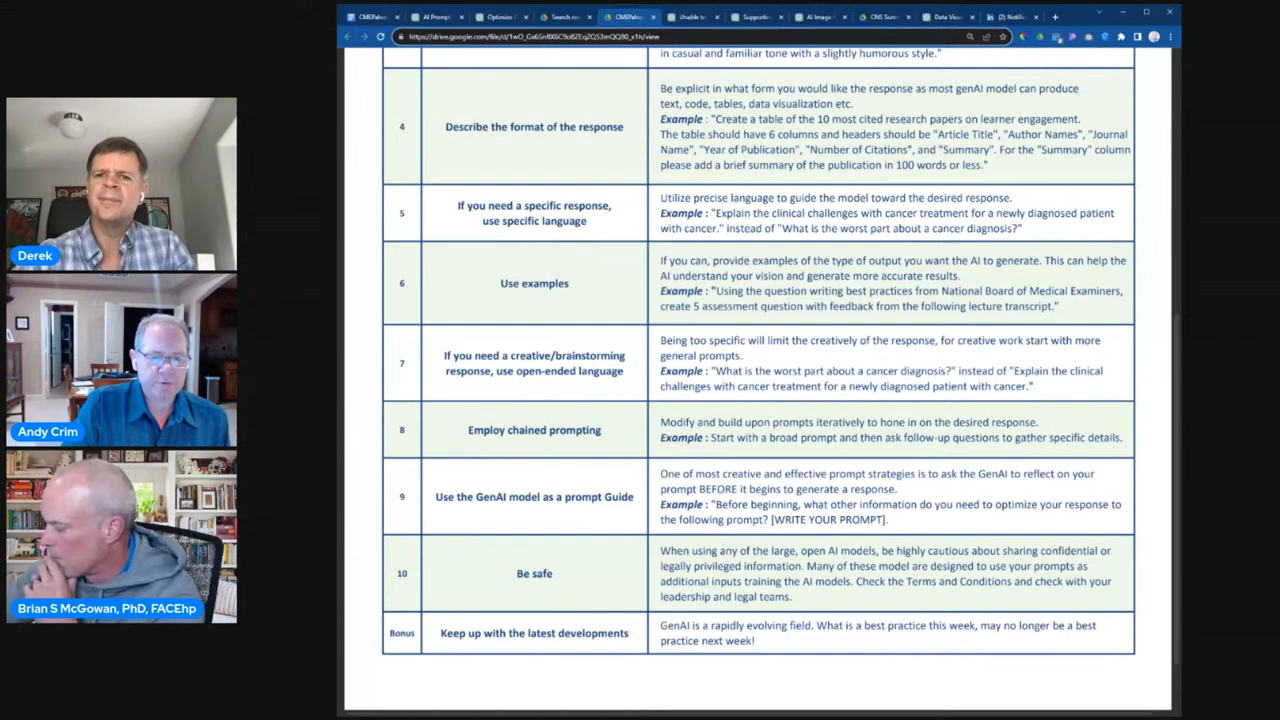 CMEPaloo
AI Prompt
Optimize
Search re
CMEPaloo
Unable to
Supporting
AI Image
CNS Sum
Data Visu
(2) Notific
in casual and familiar tone with a slightly humorous style."
4
Describe the format of the response
Be explicit in what form you would like the response as most genAI model can produce
text, code, tables, data visualization etc.
Example : "Create a table of the 10 most cited research papers on learner engagement.
The table should have 6 columns and headers should be "Article Title", "Author Names", "Journal
Name", "Year of Publication", "Number of Citations", and "Summary". For the "Summary" column
please add a brief summary of the publication in 100 words or less."
5
If you need a specific response,
use specific language
Utilize precise language to guide the model toward the desired response.
Example : "Explain the clinical challenges with cancer treatment for a newly diagnosed patient
with cancer." instead of "What is the worst part about a cancer diagnosis?"
6
Use examples
If you can, provide examples of the type of output you want the AI to generate. This can help the
AI understand your vision and generate more accurate results.
Example : "Using the question writing best practices from National Board of Medical Examiners,
create 5 assessment question with feedback from the following lecture transcript."
7
If you need a creative/brainstorming
response, use open-ended language
Being too specific will limit the creatively of the response, for creative work start with more
general prompts.
Example : "What is the worst part about a cancer diagnosis?" instead of "Explain the clinical
challenges with cancer treatment for a newly diagnosed patient with cancer."
8
Employ chained prompting
Modify and build upon prompts iteratively to hone in on the desired response.
Example : Start with a broad prompt and then ask follow-up questions to gather specific details.
9
Use the GenAI model as a prompt Guide
One of most creative and effective prompt strategies is to ask the GenAI to reflect on your
prompt BEFORE it begins to generate a response.
Example : "Before beginning, what other information do you need to optimize your response to
the following prompt? [WRITE YOUR PROMPT].
10
Be safe
When using any of the large, open AI models, be highly cautious about sharing confidential or
legally privileged information. Many of these model are designed to use your prompts as
additional inputs training the AI models. Check the Terms and Conditions and check with your
leadership and legal teams.
Bonus
Keep up with the latest developments
GenAI is a rapidly evolving field. What is a best practice this week, may no longer be a best
practice next week!
Derek
Andy Crim
Brian S McGowan, PhD, FACEhp